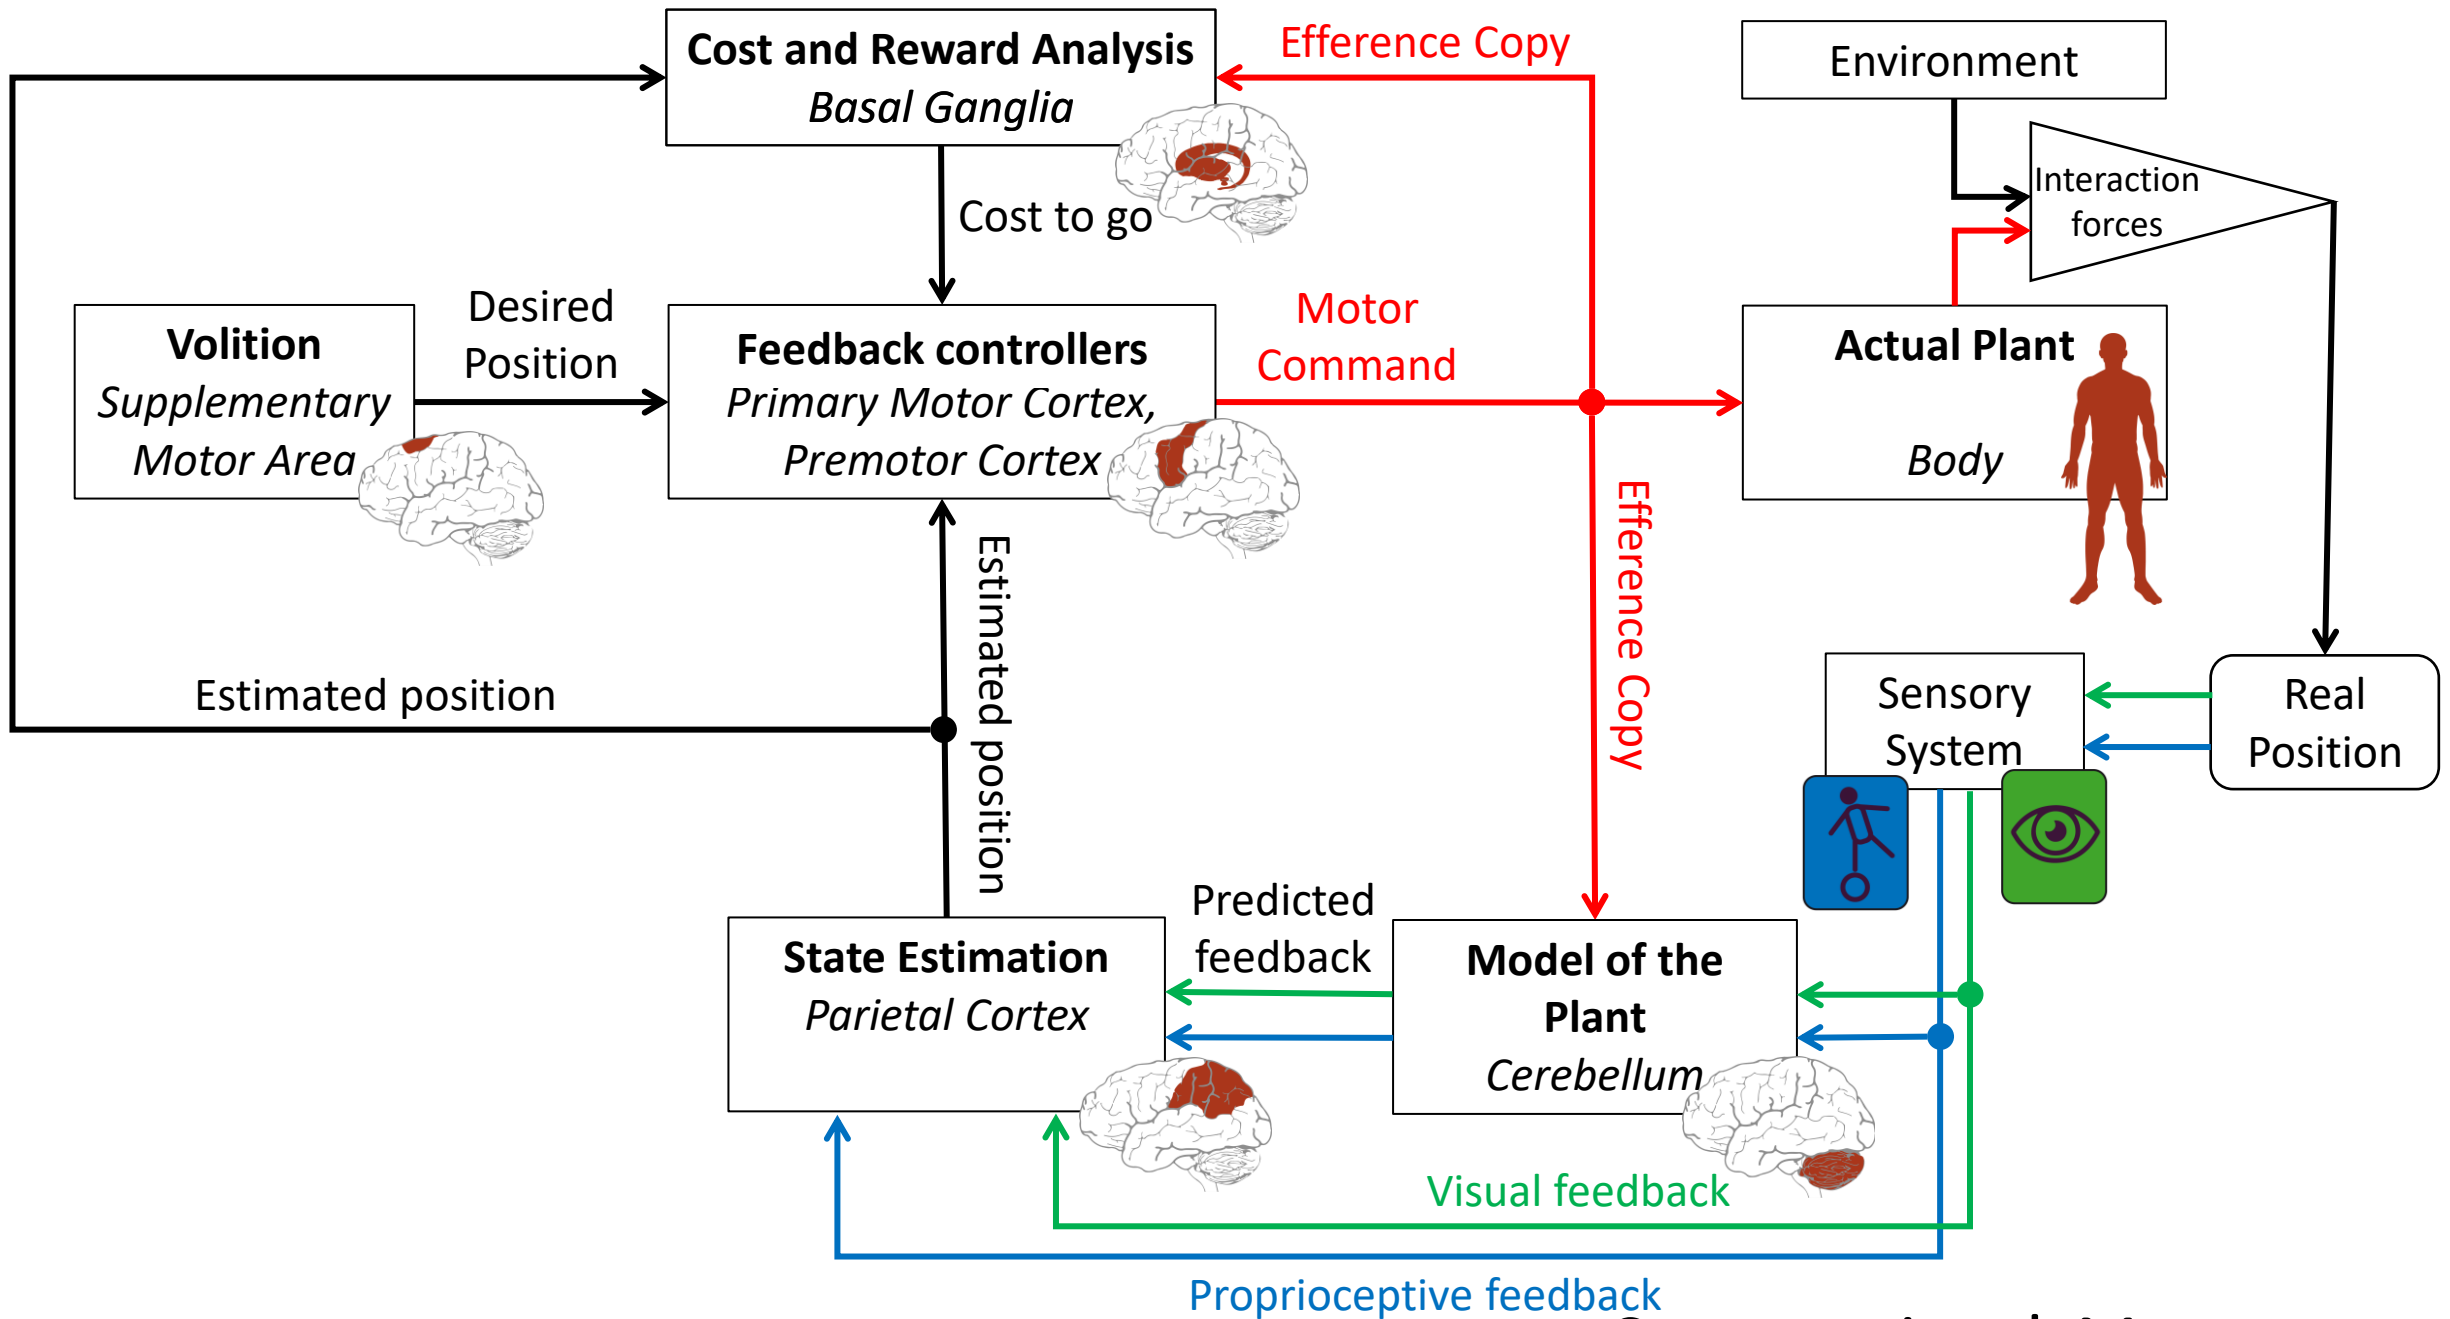 Cost and Reward Analysis
Basal Ganglia
Efference Copy
Environment
Interaction
forces
Cost to go
Volition
Supplementary
Motor Area
Desired
Position
Feedback controllers
Primary Motor Cortex,
Premotor Cortex
Motor
Command
Actual Plant
Body
Efference Copy
Estimated position
Estimated position
Sensory
System
Real
Position
State Estimation
Parietal Cortex
Predicted
feedback
Model of the
Plant
Cerebellum
Visual feedback
Proprioceptive feedback